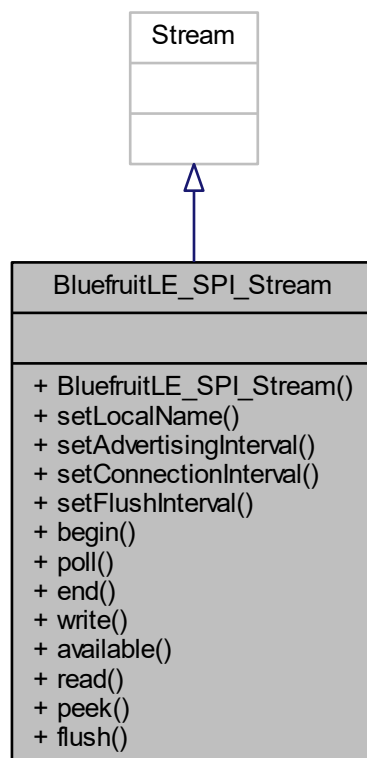 Stream
BluefruitLE_SPI_Stream
+ BluefruitLE_SPI_Stream()
+ setLocalName()
+ setAdvertisingInterval()
+ setConnectionInterval()
+ setFlushInterval()
+ begin()
+ poll()
+ end()
+ write()
+ available()
+ read()
+ peek()
+ flush()